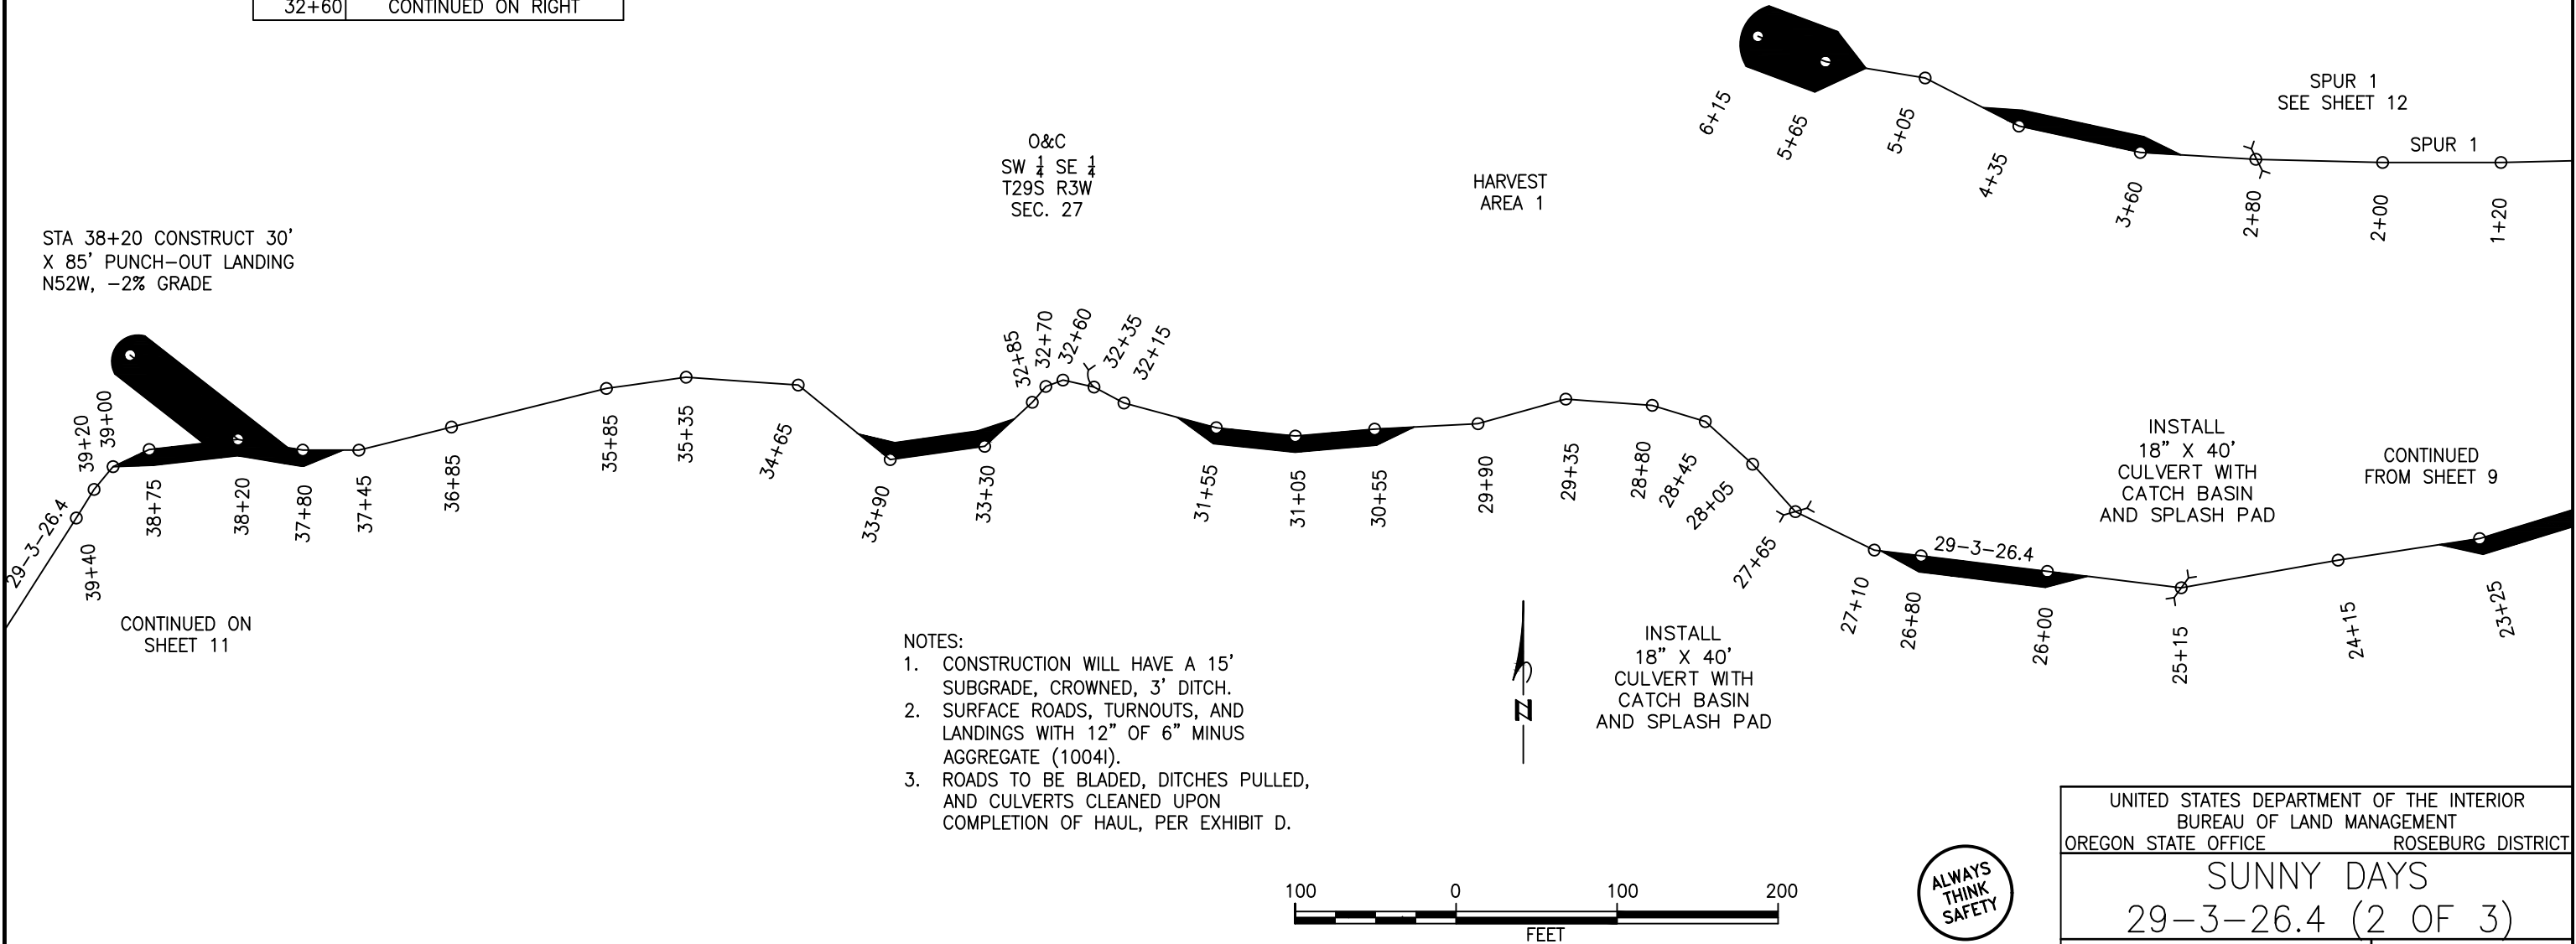 32+60 CONTINUED ON RIGHT
SPUR 1
SEE SHEET 12
SPUR 1
6+15
5+65
5+05
4+35
3+60
2+80
2+00
1+20
O&C
SW 1/4 SE 1/4
T29S R3W
SEC. 27
HARVEST
AREA 1
STA 38+20 CONSTRUCT 30'
X 85' PUNCH-OUT LANDING
N52W, -2% GRADE
29-3-26.4
39+40
39+20
39+00
38+75
38+20
37+80
37+45
36+85
35+85
35+35
34+65
33+90
33+30
32+85
32+70
32+60
32+35
32+15
31+55
31+05
30+55
29+90
29+35
28+80
28+45
28+05
27+65
27+10
26+80
29-3-26.4
26+00
25+15
24+15
23+25
INSTALL
18" X 40'
CULVERT WITH
CATCH BASIN
AND SPLASH PAD
CONTINUED
FROM SHEET 9
CONTINUED ON
SHEET 11
NOTES:
1. CONSTRUCTION WILL HAVE A 15'
SUBGRADE, CROWNED, 3' DITCH.
2. SURFACE ROADS, TURNOUTS, AND
LANDINGS WITH 12" OF 6" MINUS
AGGREGATE (1004I).
3. ROADS TO BE BLADED, DITCHES PULLED,
AND CULVERTS CLEANED UPON
COMPLETION OF HAUL, PER EXHIBIT D.
N
INSTALL
18" X 40'
CULVERT WITH
CATCH BASIN
AND SPLASH PAD
100 0 100 200
FEET
ALWAYS
THINK
SAFETY
UNITED STATES DEPARTMENT OF THE INTERIOR
BUREAU OF LAND MANAGEMENT
OREGON STATE OFFICE ROSEBURG DISTRICT
SUNNY DAYS
29-3-26.4 (2 OF 3)